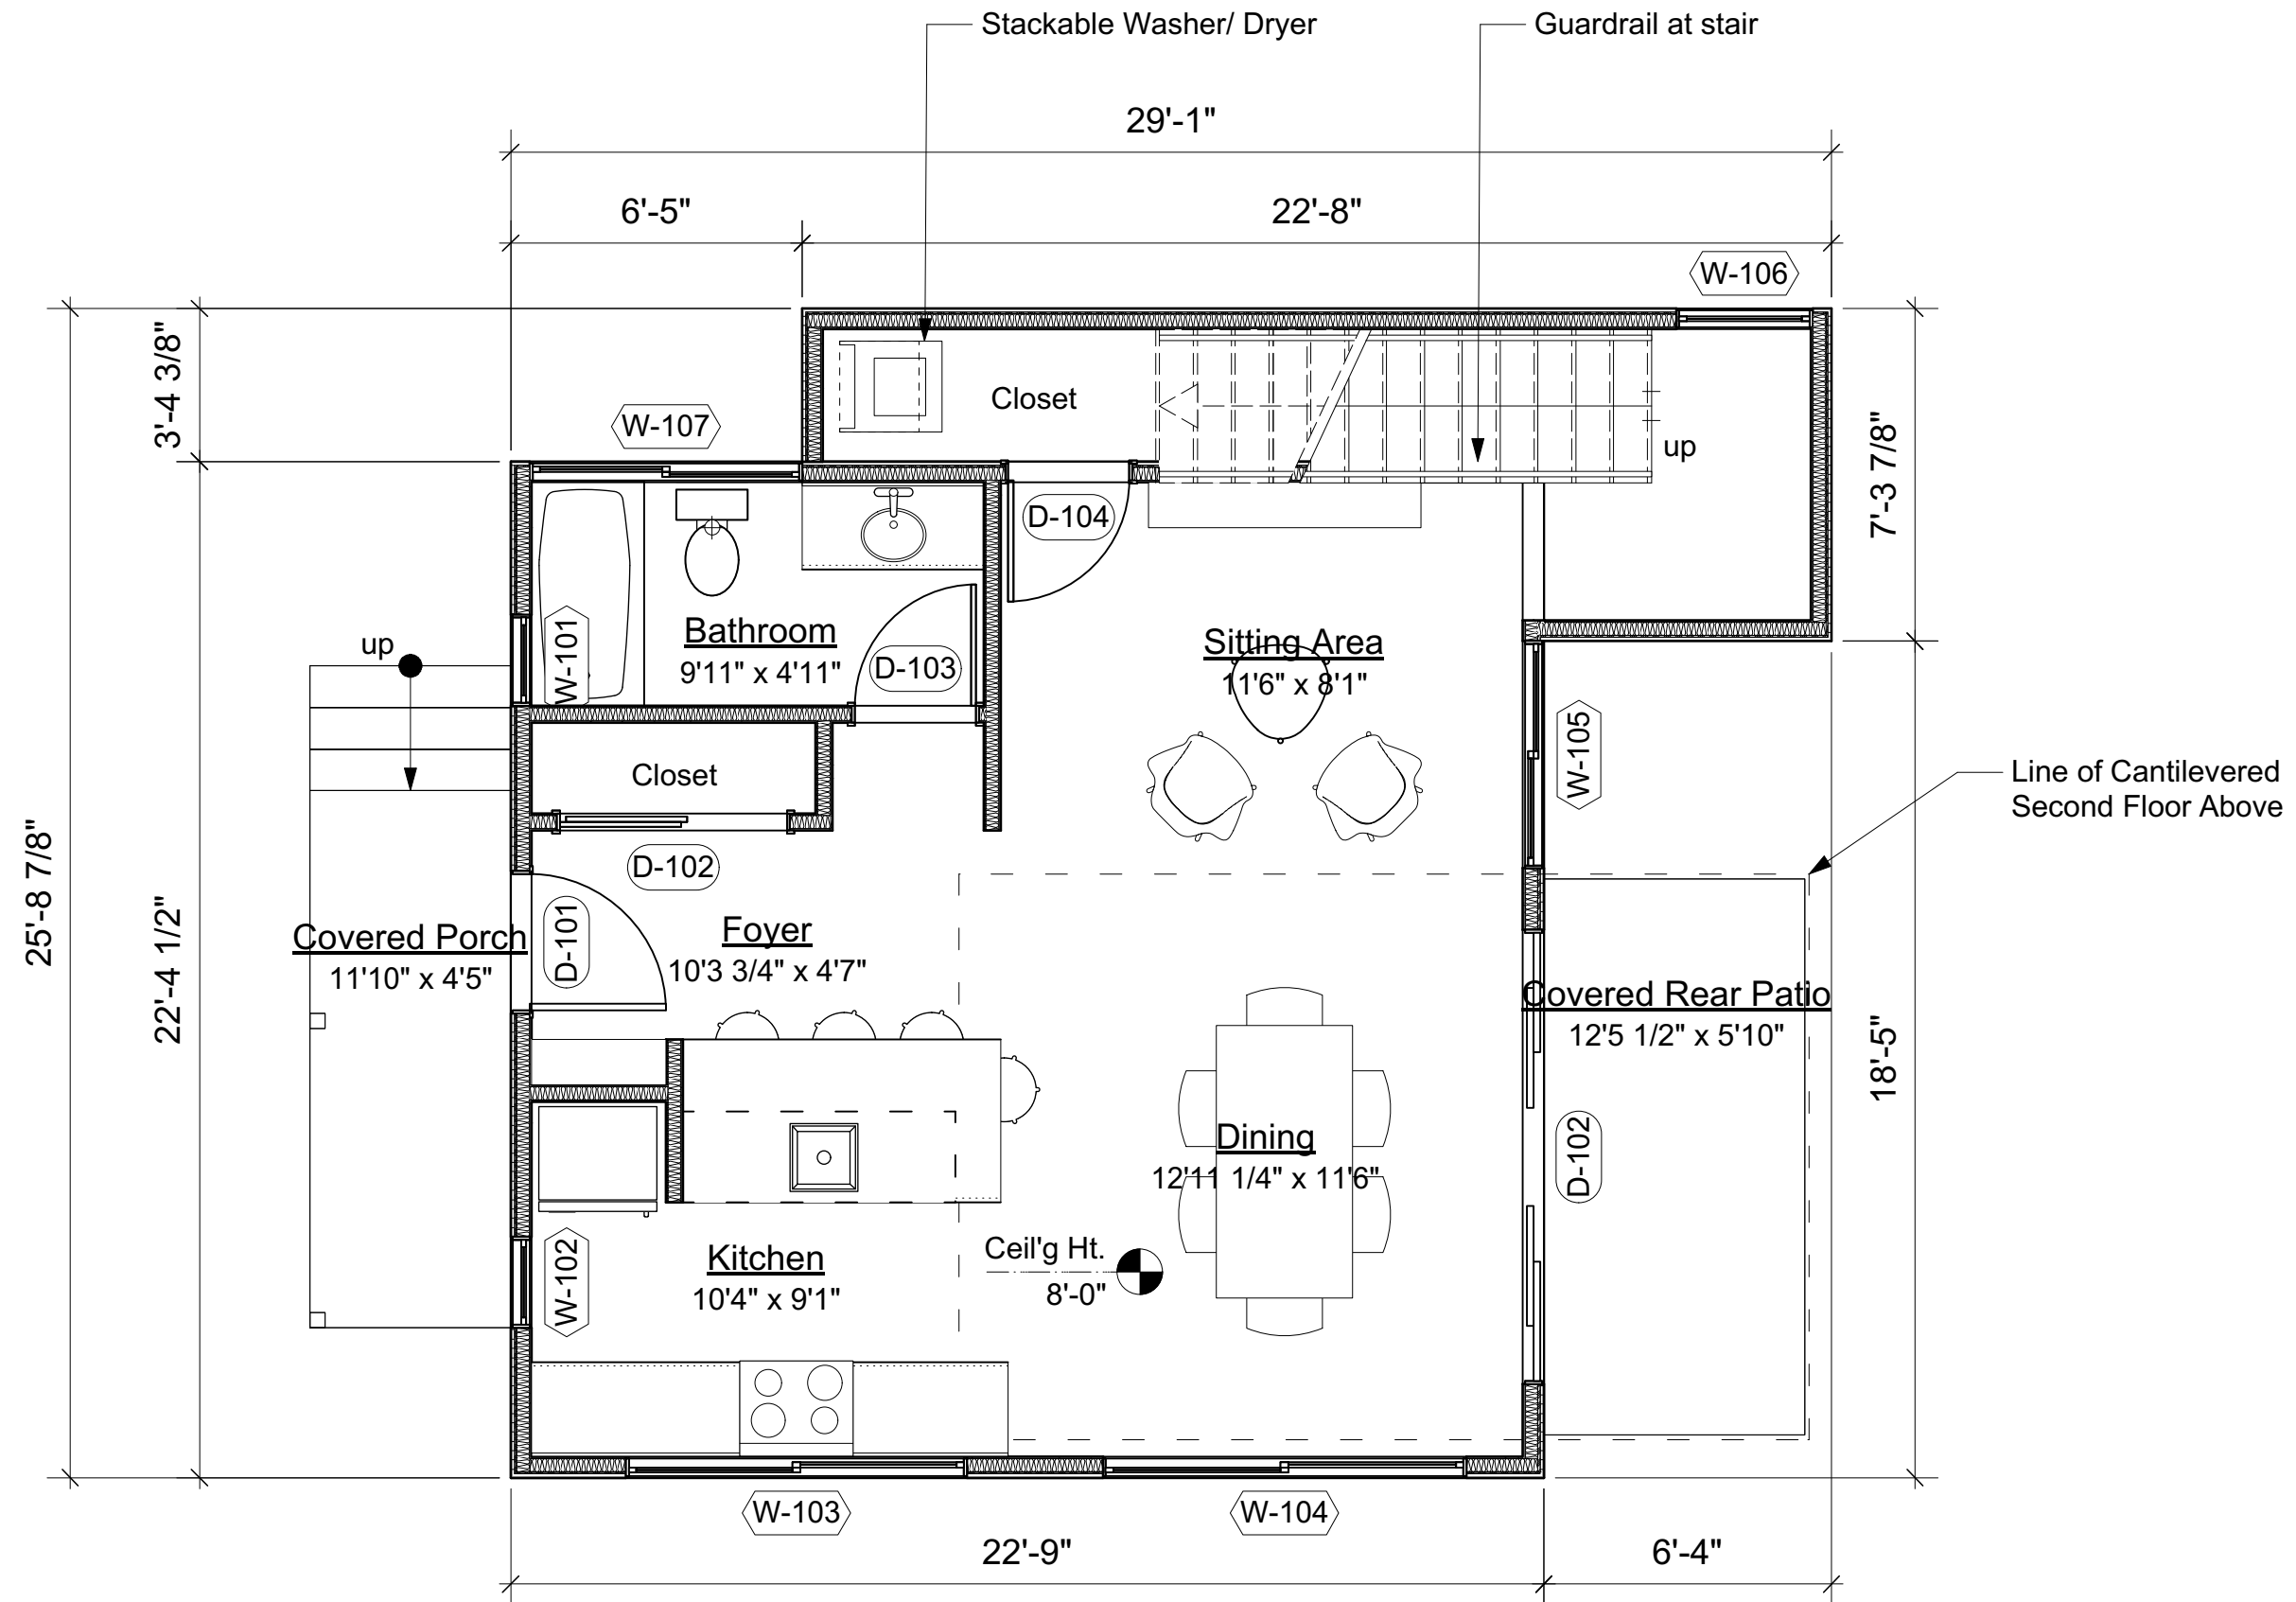 Stackable Washer/ Dryer
Guardrail at stair
29'-1"
6'-5"
22'-8"
W-106
3'-4 3/8"
W-107
Closet
up
7'-3 7/8"
D-104
up
W-101
Bathroom
9'11" x 4'11"
D-103
Sitting Area
11'6" x 8'1"
W-105
Closet
Line of Cantilevered
Second Floor Above
D-102
25'-8 7/8"
22'-4 1/2"
Covered Porch
11'10" x 4'5"
D-101
Foyer
10'3 3/4" x 4'7"
Covered Rear Patio
12'5 1/2" x 5'10"
18'-5"
Dining
12'11 1/4" x 11'6"
D-102
W-102
Kitchen
10'4" x 9'1"
Ceil'g Ht.
8'-0"
W-103
W-104
22'-9"
6'-4"